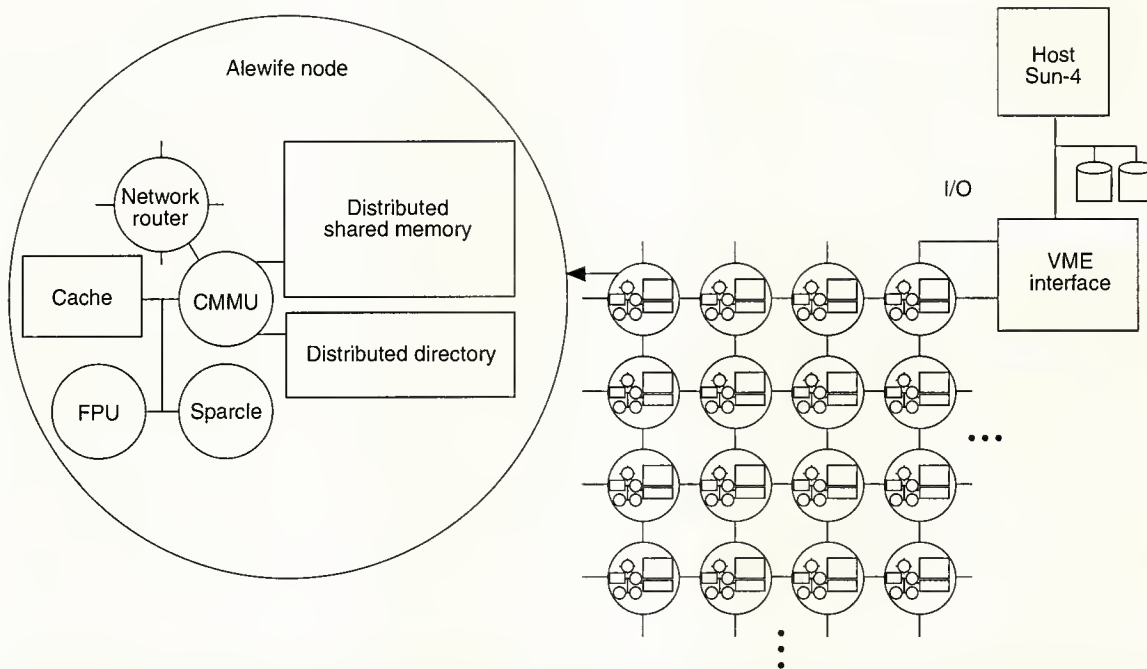 Alewife node
Network
router
Distributed
shared memory
Cache
CMMU
Distributed directory
FPU
Sparcle
Host
Sun-4
I/O
VME
interface